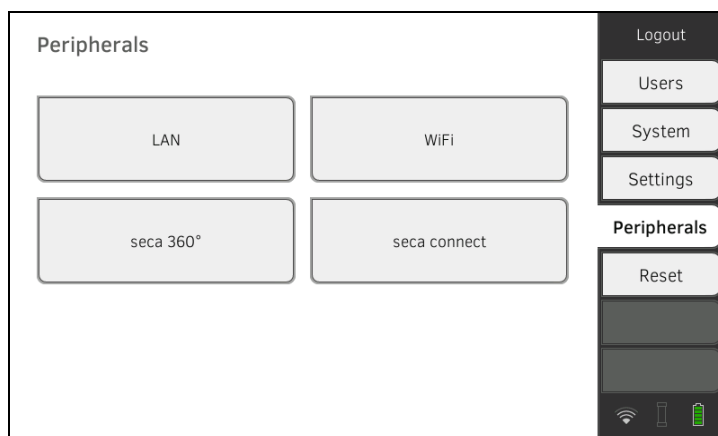 Peripherals
LAN
WiFi
seca 360°
seca connect
Logout
Users
System
Settings
Peripherals
Reset